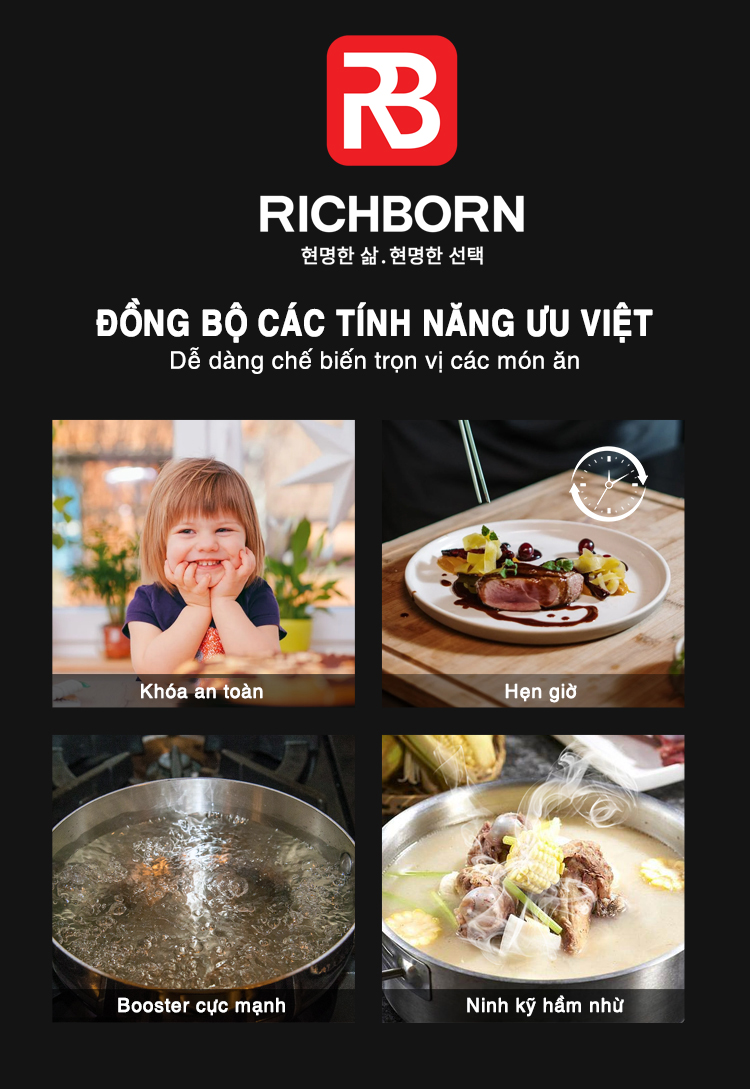 RB
RICHBORN
현명한 삶.현명한 선택
ĐỒNG BỘ CÁC TÍNH NĂNG ƯU VIỆT
Dễ dàng chế biến trọn vị các món ăn
Khóa an toàn
Hẹn giờ
Booster cực mạnh
Ninh kỹ hầm nhừ